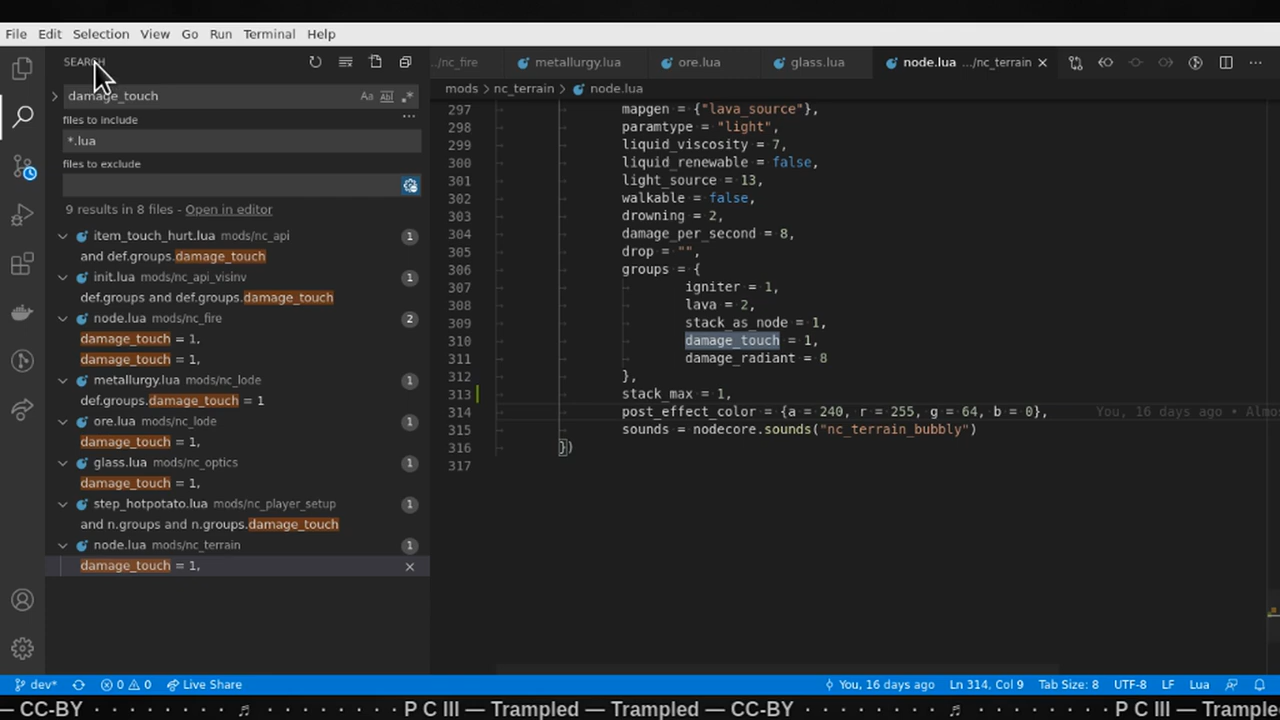 File Edit Selection View Go Run Terminal Help
SEARCH
.../nc_fire metallurgy.lua ore.lua glass.lua node.lua .../nc_terrain
damage_touch Aa ab .*
mods > nc_terrain > node.lua
files to include ...
*.lua
files to exclude
9 results in 8 files - Open in editor
item_touch_hurt.lua mods/nc_api 1
and def.groups.damage_touch
init.lua mods/nc_api_visinv 1
def.groups and def.groups.damage_touch
node.lua mods/nc_fire 2
damage_touch = 1,
damage_touch = 1,
metallurgy.lua mods/nc_lode 1
def.groups.damage_touch = 1
ore.lua mods/nc_lode 1
damage_touch = 1,
glass.lua mods/nc_optics 1
damage_touch = 1,
step_hotpotato.lua mods/nc_player_setup 1
and n.groups and n.groups.damage_touch
node.lua mods/nc_terrain 1
damage_touch = 1,
297 mapgen = {"lava_source"},
298 paramtype = "light",
299 liquid_viscosity = 7,
300 liquid_renewable = false,
301 light_source = 13,
302 walkable = false,
303 drowning = 2,
304 damage_per_second = 8,
305 drop = "",
306 groups = {
307 igniter = 1,
308 lava = 2,
309 stack_as_node = 1,
310 damage_touch = 1,
311 damage_radiant = 8
312 },
313 stack_max = 1,
314 post_effect_color = {a = 240, r = 255, g = 64, b = 0}, You, 16 days ago • Almo
315 sounds = nodecore.sounds("nc_terrain_bubbly")
316 })
317
dev* 0 0 Live Share You, 16 days ago Ln 314, Col 9 Tab Size: 8 UTF-8 LF Lua
— CC-BY · · · · · · · ♬ · · · · · · · P C III — Trampled — Trampled — CC-BY · · · · · · · ♬ · · · · · · · P C III — Trample